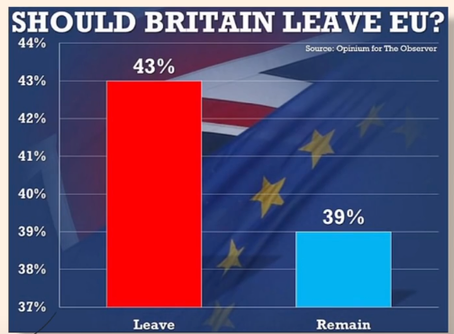 SHOULD BRITAIN LEAVE EU?
Source: Opinium for The Observer
44%
43%
42%
41%
40%
39%
38%
37%
43%
39%
Leave
Remain